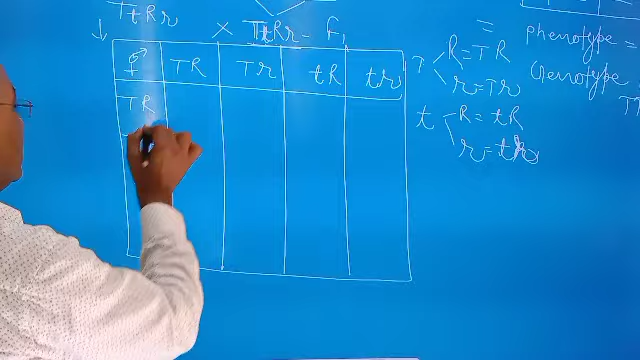 TtRr
↓ × TtRr - F₁
TR Tr tR tr
TR
T R = TR
r = Tr
t R = tR
r = tr
=
phenotype =
Genotype =